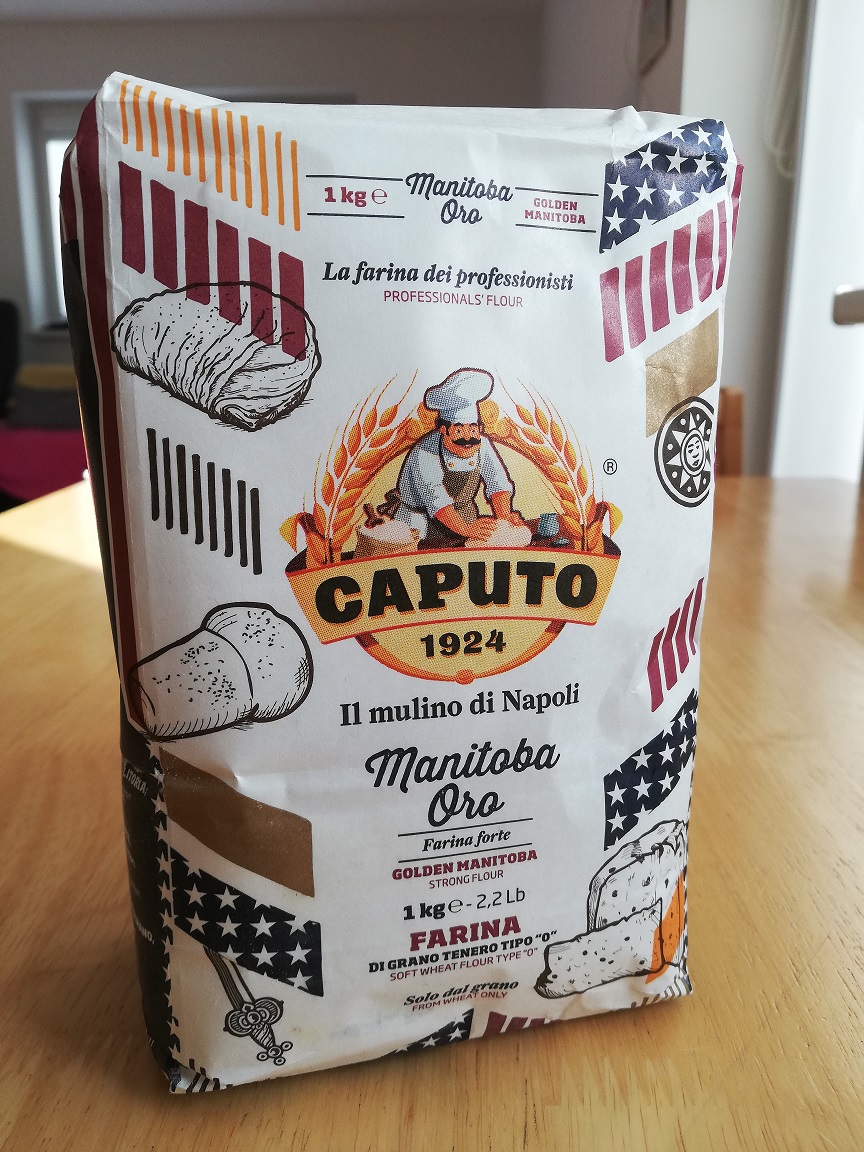 1 kg ℮
Manitoba
Oro
GOLDEN
MANITOBA
La farina dei professionisti
PROFESSIONALS' FLOUR
®
CAPUTO
1924
Il mulino di Napoli
Manitoba
Oro
Farina forte
GOLDEN MANITOBA
STRONG FLOUR
1 kg ℮ - 2,2 Lb
FARINA
DI GRANO TENERO TIPO "0"
SOFT WHEAT FLOUR TYPE "0"
Solo dal grano
FROM WHEAT ONLY